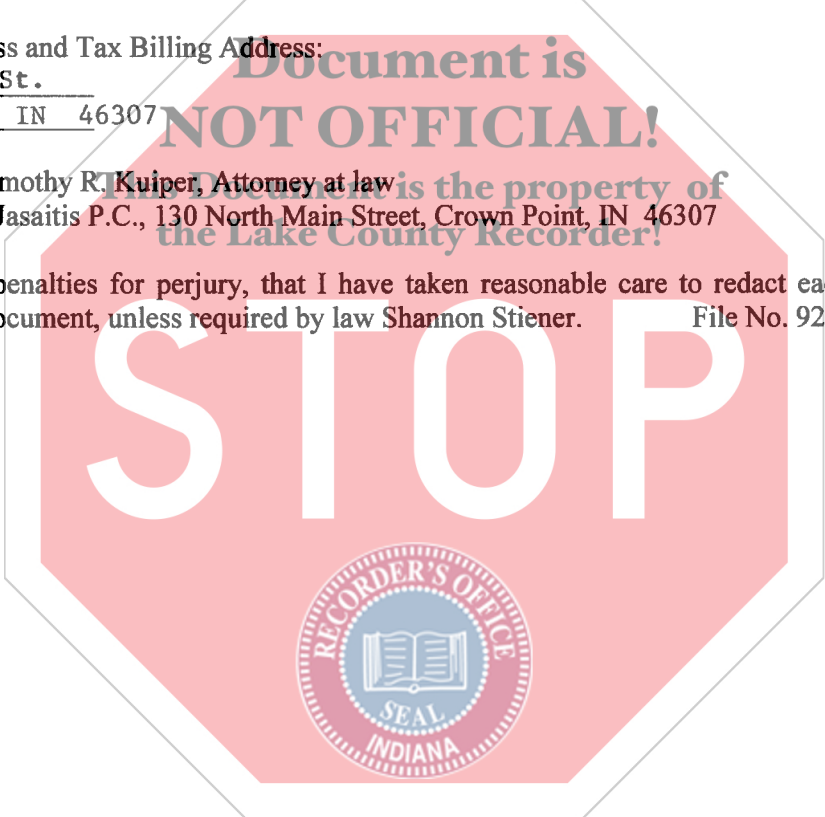 ss and Tax Billing Address:
Document is
St.
IN 46307
NOT OFFICIAL!
mothy R. Kuiper, Attorney at law
This Document is the property of
Jasaitis P.C., 130 North Main Street, Crown Point, IN 46307
the Lake County Recorder!
penalties for perjury, that I have taken reasonable care to redact ea
ocument, unless required by law Shannon Stiener. File No. 92
STOP
RECORDER'S OFFICE
SEAL
INDIANA